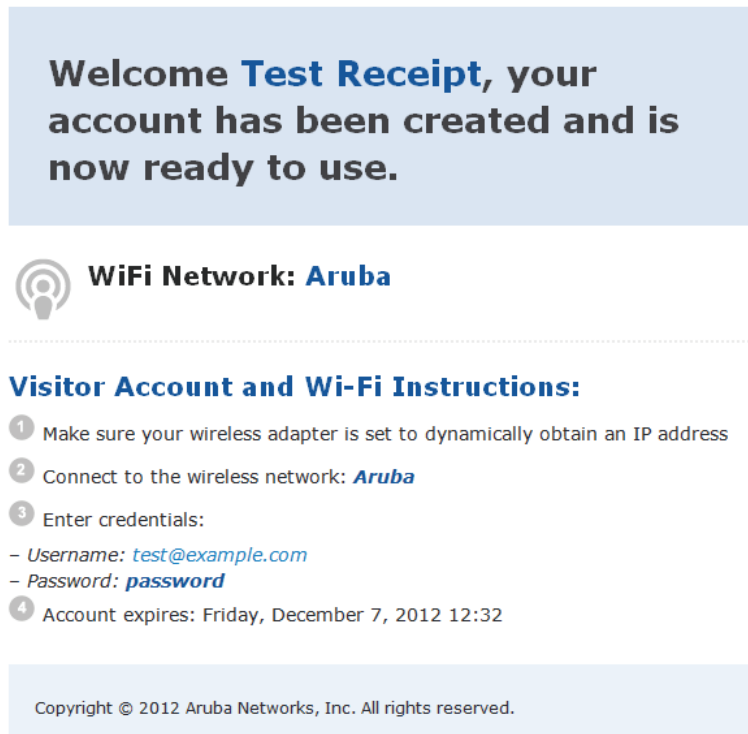 Welcome Test Receipt, your
account has been created and is
now ready to use.
WiFi Network: Aruba
Visitor Account and Wi-Fi Instructions:
1 Make sure your wireless adapter is set to dynamically obtain an IP address
2 Connect to the wireless network: Aruba
3 Enter credentials:
– Username: test@example.com
– Password: password
4 Account expires: Friday, December 7, 2012 12:32
Copyright © 2012 Aruba Networks, Inc. All rights reserved.